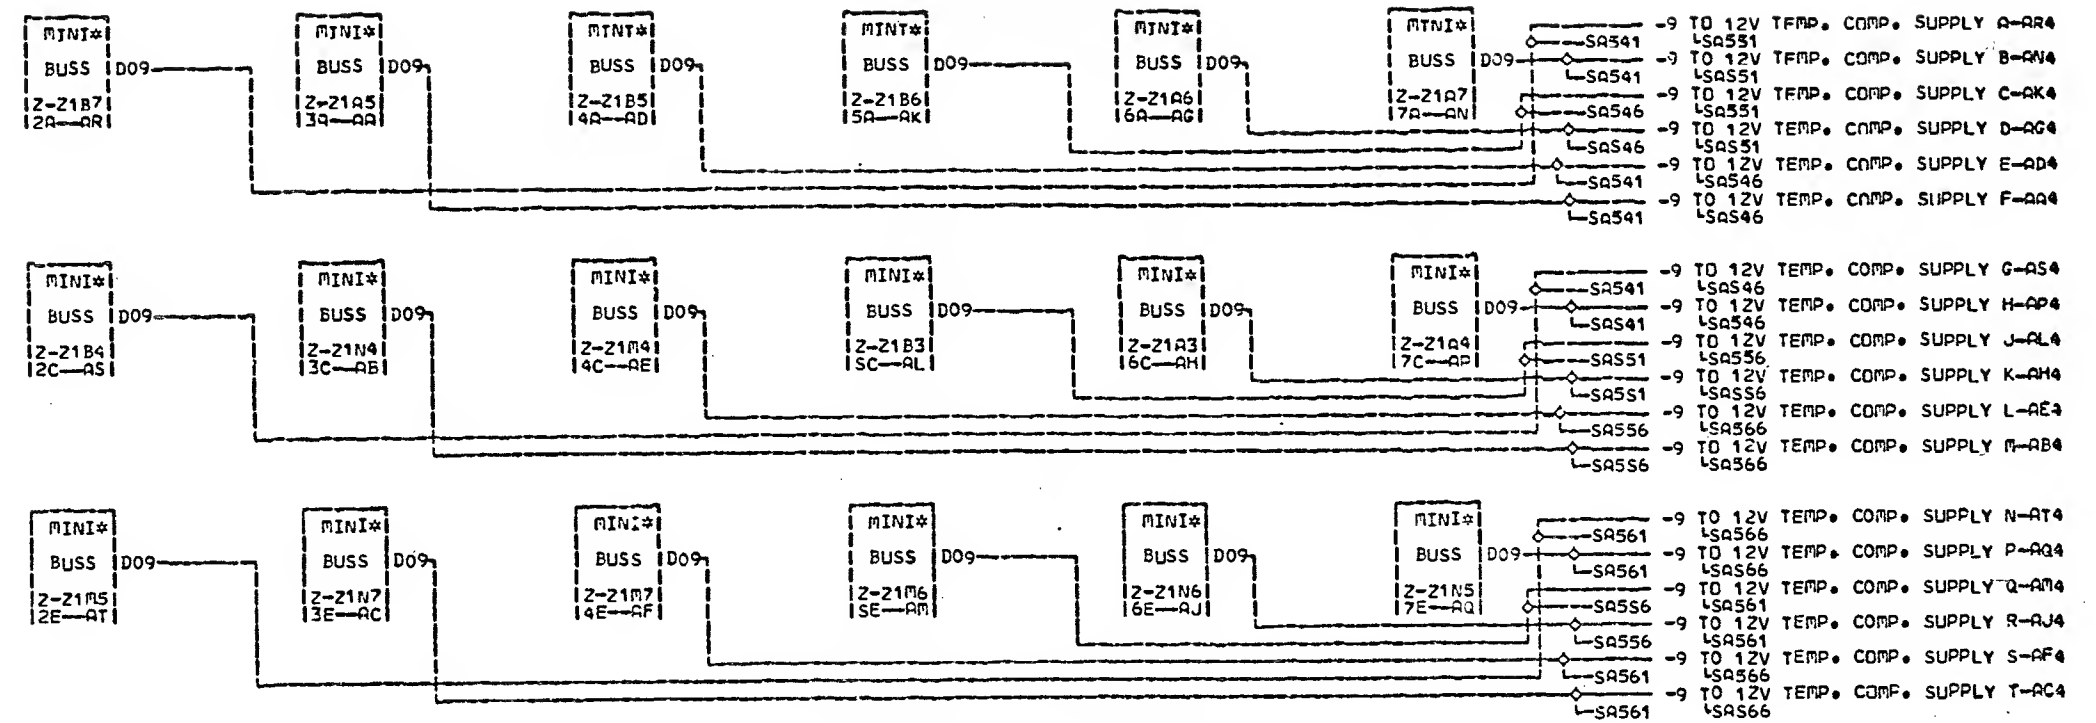 MINI* MINI* MINI* MINI* MINI* MINI*
BUSS D09 BUSS D09 BUSS D09 BUSS D09 BUSS D09 BUSS D09
Z-Z1B7 Z-Z1A5 Z-Z1B5 Z-Z1B6 Z-Z1A6 Z-Z1A7
2A--AR 3A--AA 4A--AD 5A--AK 6A--AG 7A--AN
-9 TO 12V TEMP. COMP. SUPPLY A-AR4
SA541 SA551
-9 TO 12V TEMP. COMP. SUPPLY B-AN4
SA541 SA551
-9 TO 12V TEMP. COMP. SUPPLY C-AK4
SA546 SA551
-9 TO 12V TEMP. COMP. SUPPLY D-AG4
SA546 SA551
-9 TO 12V TEMP. COMP. SUPPLY E-AD4
SA541 SA546
-9 TO 12V TEMP. COMP. SUPPLY F-AA4
SA541 SA546
MINI* MINI* MINI* MINI* MINI* MINI*
BUSS D09 BUSS D09 BUSS D09 BUSS D09 BUSS D09 BUSS D09
Z-Z1B4 Z-Z1N4 Z-Z1M4 Z-Z1B3 Z-Z1A3 Z-Z1A4
2C--AS 3C--AB 4C--AE 5C--AL 6C--AH 7C--AP
-9 TO 12V TEMP. COMP. SUPPLY G-AS4
SA541 SA546
-9 TO 12V TEMP. COMP. SUPPLY H-AP4
SA541 SA546
-9 TO 12V TEMP. COMP. SUPPLY J-AL4
SA551 SA556
-9 TO 12V TEMP. COMP. SUPPLY K-AH4
SA551 SA556
-9 TO 12V TEMP. COMP. SUPPLY L-AE4
SA556 SA566
-9 TO 12V TEMP. COMP. SUPPLY M-AB4
SA556 SA566
MINI* MINI* MINI* MINI* MINI* MINI*
BUSS D09 BUSS D09 BUSS D09 BUSS D09 BUSS D09 BUSS D09
Z-Z1M5 Z-Z1N7 Z-Z1M7 Z-Z1M6 Z-Z1N6 Z-Z1N5
2E--AT 3E--AC 4E--AF 5E--AM 6E--AJ 7E--AQ
-9 TO 12V TEMP. COMP. SUPPLY N-AT4
SA561 SA566
-9 TO 12V TEMP. COMP. SUPPLY P-AQ4
SA561 SA566
-9 TO 12V TEMP. COMP. SUPPLY Q-AM4
SA556 SA561
-9 TO 12V TEMP. COMP. SUPPLY R-AJ4
SA556 SA561
-9 TO 12V TEMP. COMP. SUPPLY S-AF4
SA561 SA566
-9 TO 12V TEMP. COMP. SUPPLY T-AC4
SA561 SA566